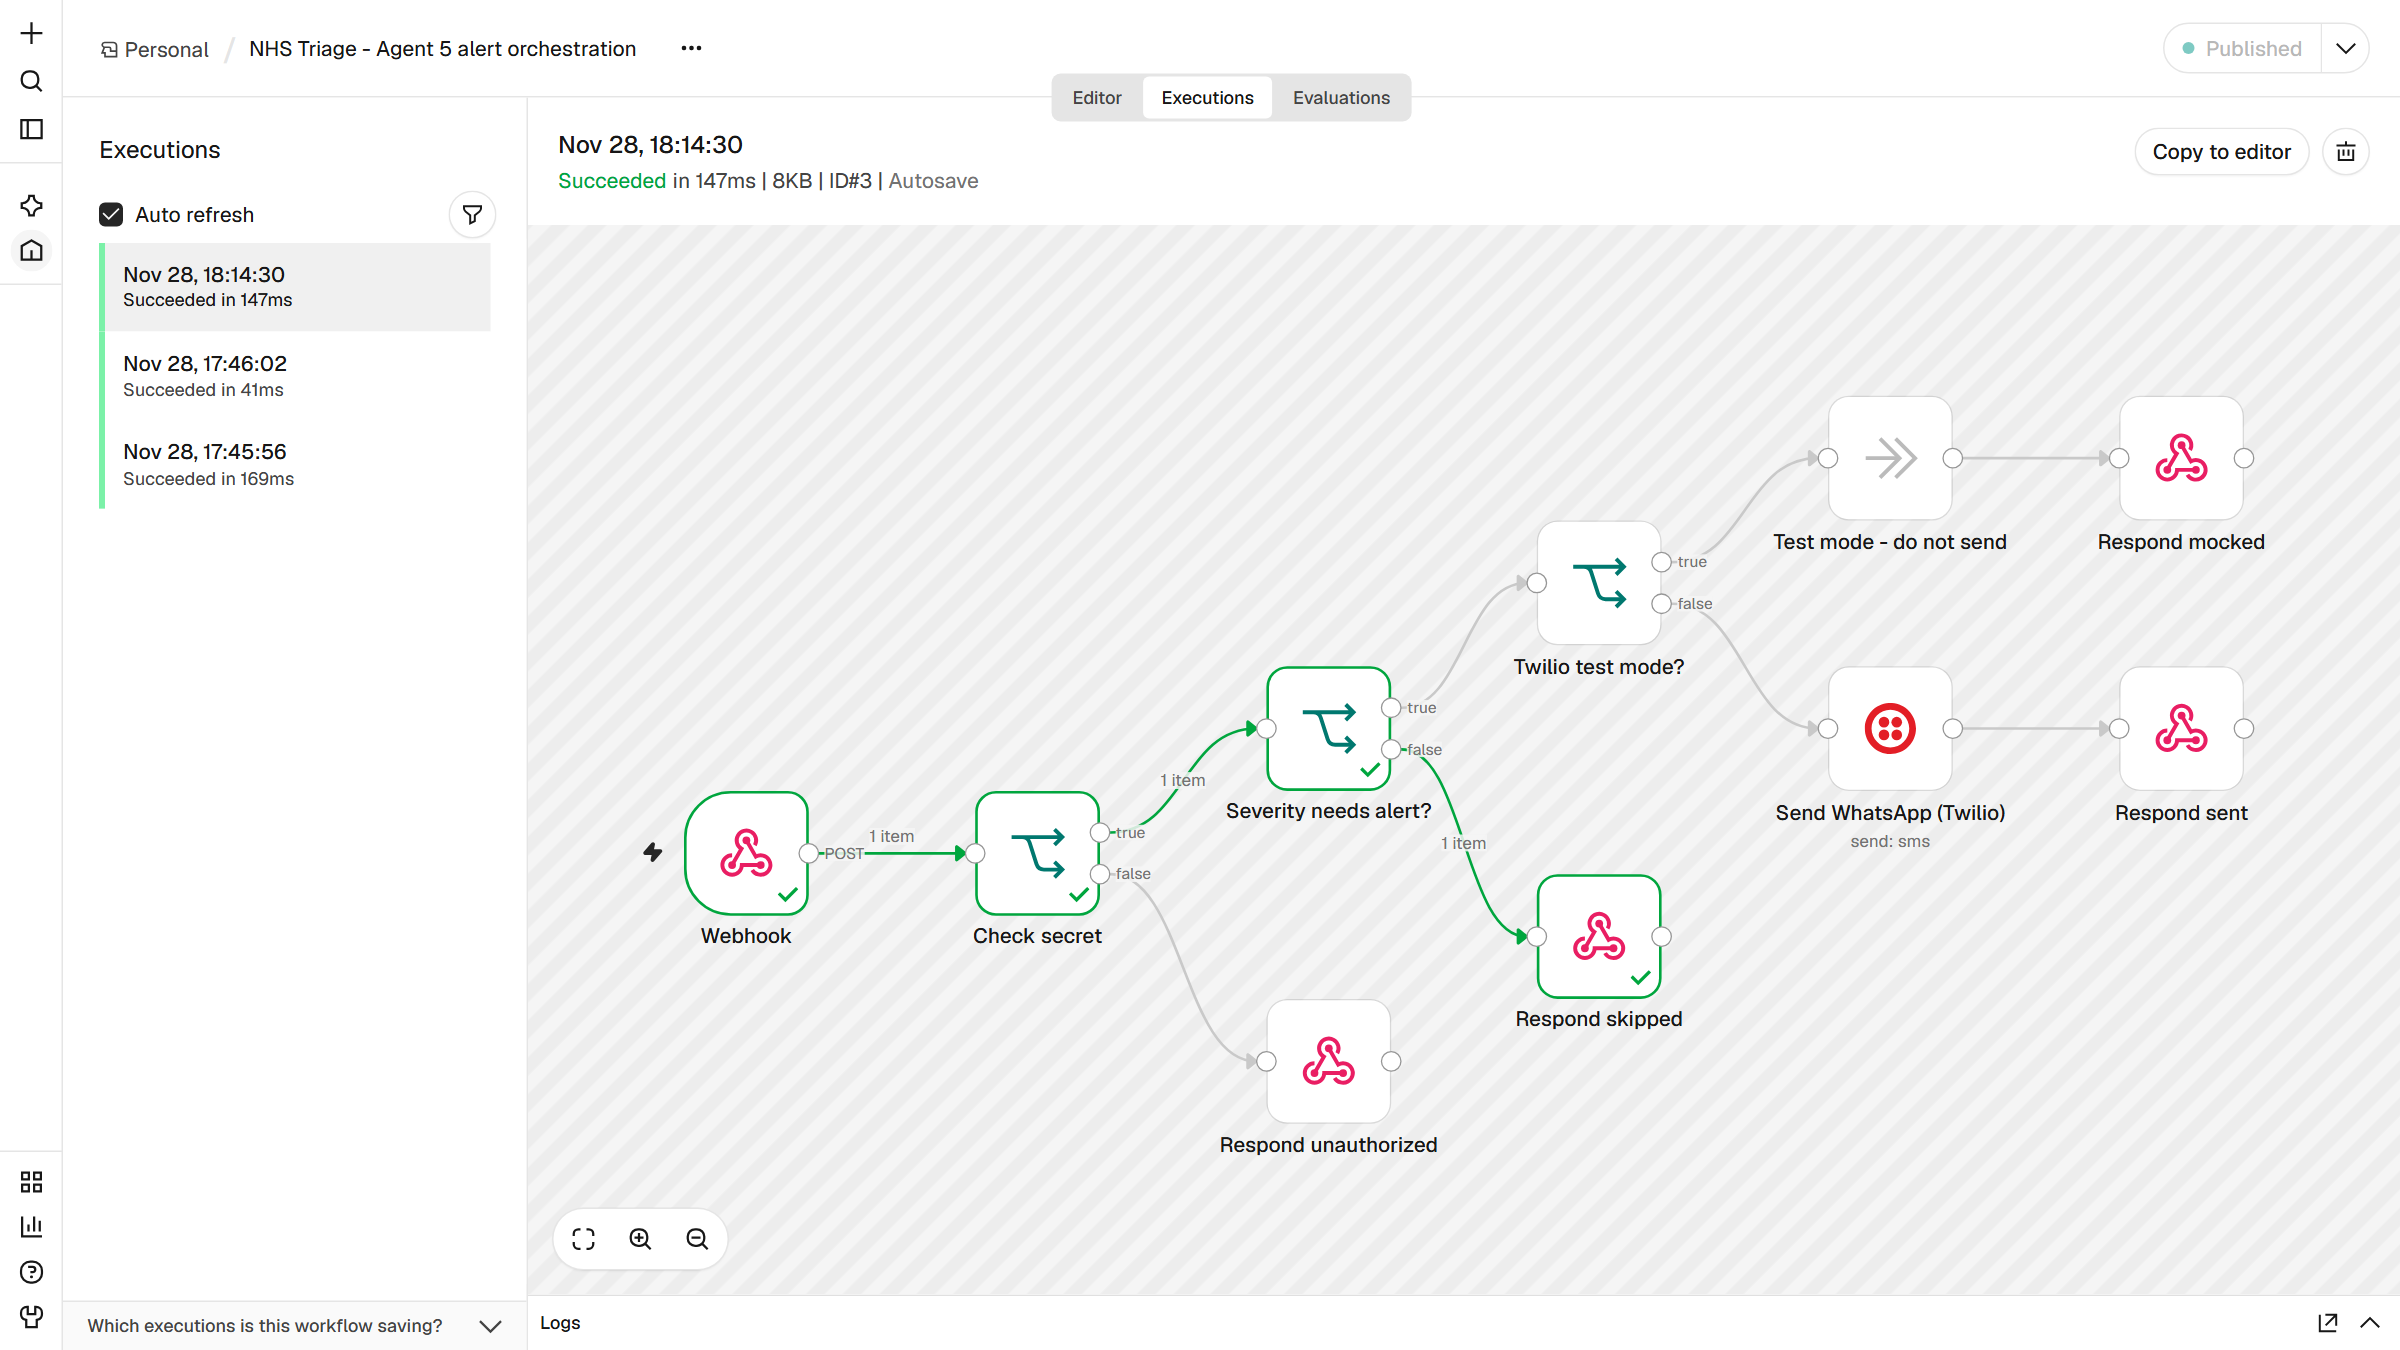 Personal / NHS Triage - Agent 5 alert orchestration
Published
Editor
Executions
Evaluations
Executions
Auto refresh
Nov 28, 18:14:30
Succeeded in 147ms
Nov 28, 17:46:02
Succeeded in 41ms
Nov 28, 17:45:56
Succeeded in 169ms
Which executions is this workflow saving?
Nov 28, 18:14:30
Succeeded in 147ms | 8KB | ID#3 | Autosave
Copy to editor
Webhook
POST
1 item
Check secret
true
false
1 item
Severity needs alert?
true
false
1 item
Respond unauthorized
Respond skipped
Twilio test mode?
true
false
Test mode - do not send
Respond mocked
Send WhatsApp (Twilio)
send: sms
Respond sent
Logs